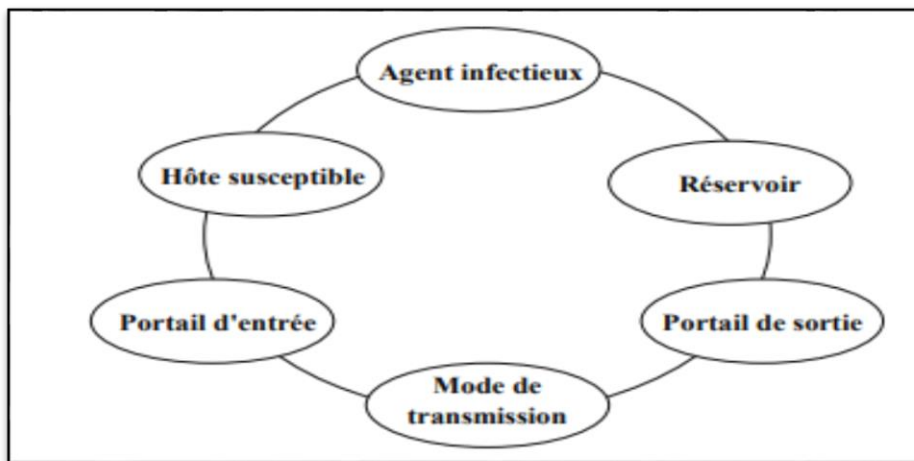 Agent infectieux
Hôte susceptible
Réservoir
Portail d'entrée
Portail de sortie
Mode de
transmission